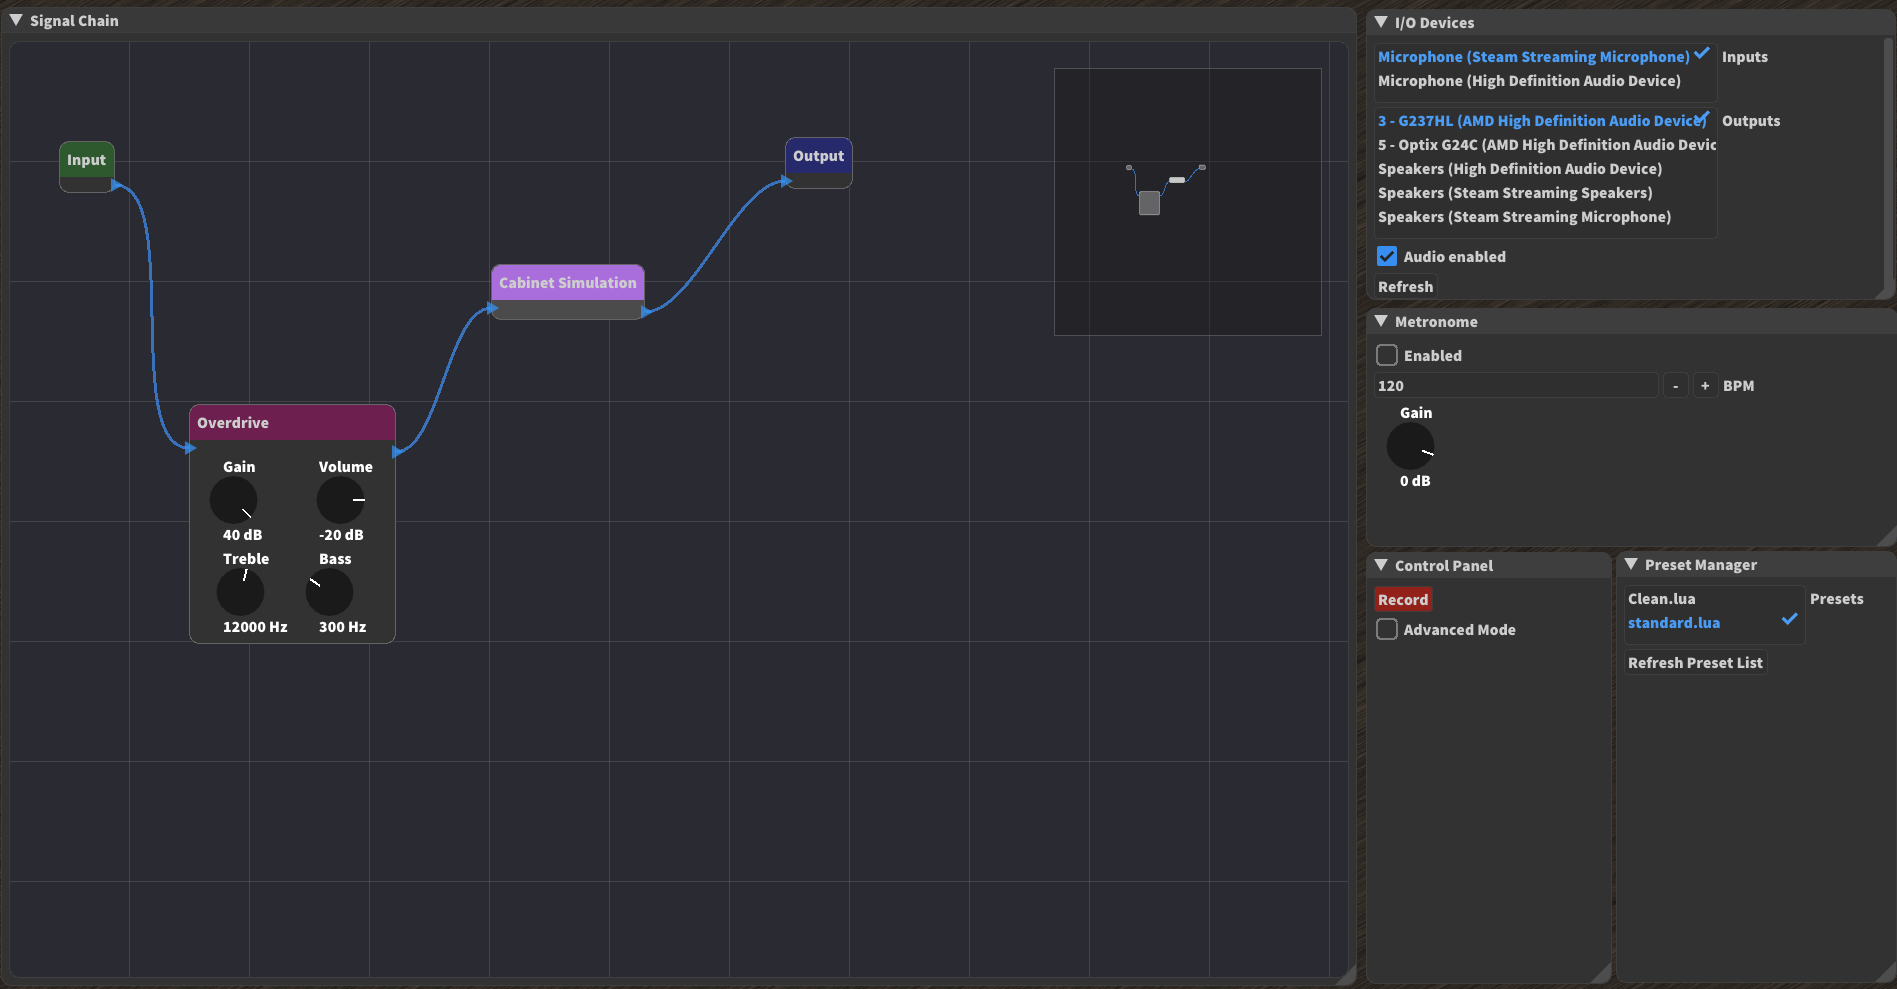 Signal Chain
Input
Output
Cabinet Simulation
Overdrive
Gain
Volume
40 dB
-20 dB
Treble
Bass
12000 Hz
300 Hz
I/O Devices
Microphone (Steam Streaming Microphone)
Inputs
Microphone (High Definition Audio Device)
3 - G237HL (AMD High Definition Audio Device)
Outputs
5 - Optix G24C (AMD High Definition Audio Devic
Speakers (High Definition Audio Device)
Speakers (Steam Streaming Speakers)
Speakers (Steam Streaming Microphone)
Audio enabled
Refresh
Metronome
Enabled
120
-
+
BPM
Gain
0 dB
Control Panel
Record
Advanced Mode
Preset Manager
Clean.lua
Presets
standard.lua
Refresh Preset List